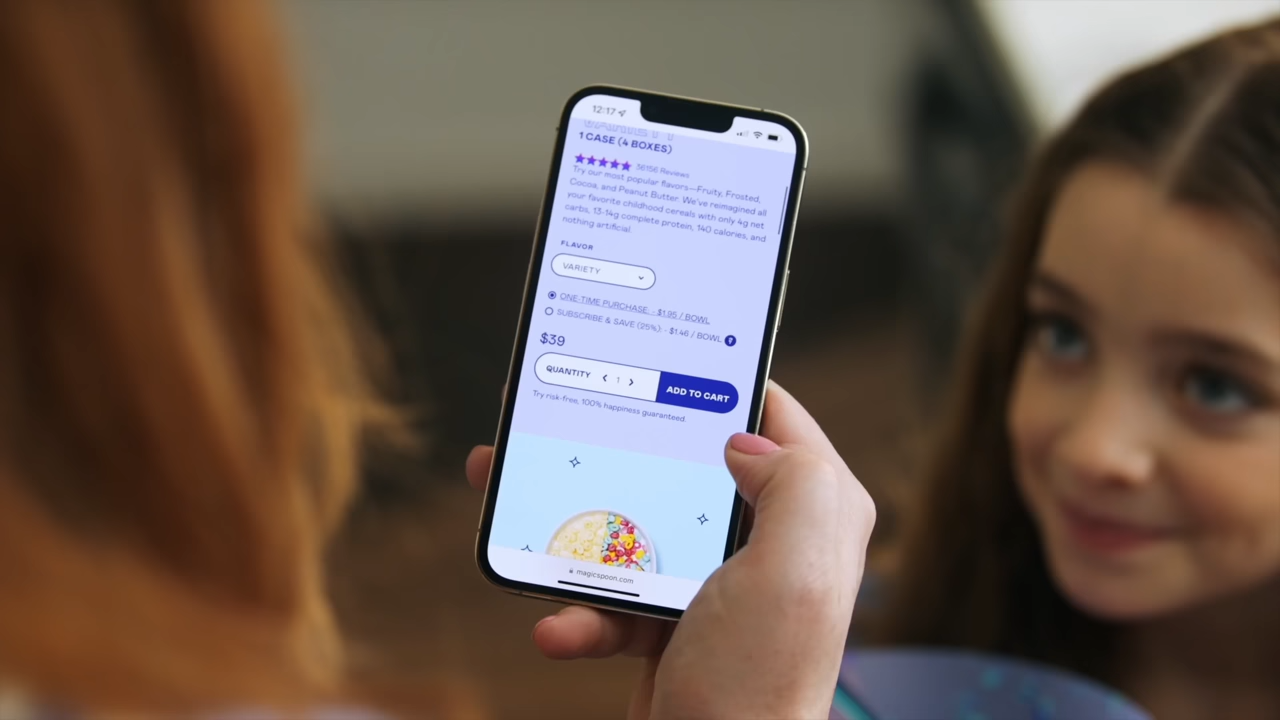 12:17
1 CASE (4 BOXES)
36156 Reviews
Try our most popular flavors—Fruity, Frosted,
Cocoa, and Peanut Butter. We've reimagined all
your favorite childhood cereals with only 4g net
carbs, 13-14g complete protein, 140 calories, and
nothing artificial.
FLAVOR
VARIETY
ONE-TIME PURCHASE: - $1.95 / BOWL
SUBSCRIBE & SAVE (25%): - $1.46 / BOWL
$39
QUANTITY < 1 > ADD TO CART
Try risk-free, 100% happiness guaranteed.
magicspoon.com